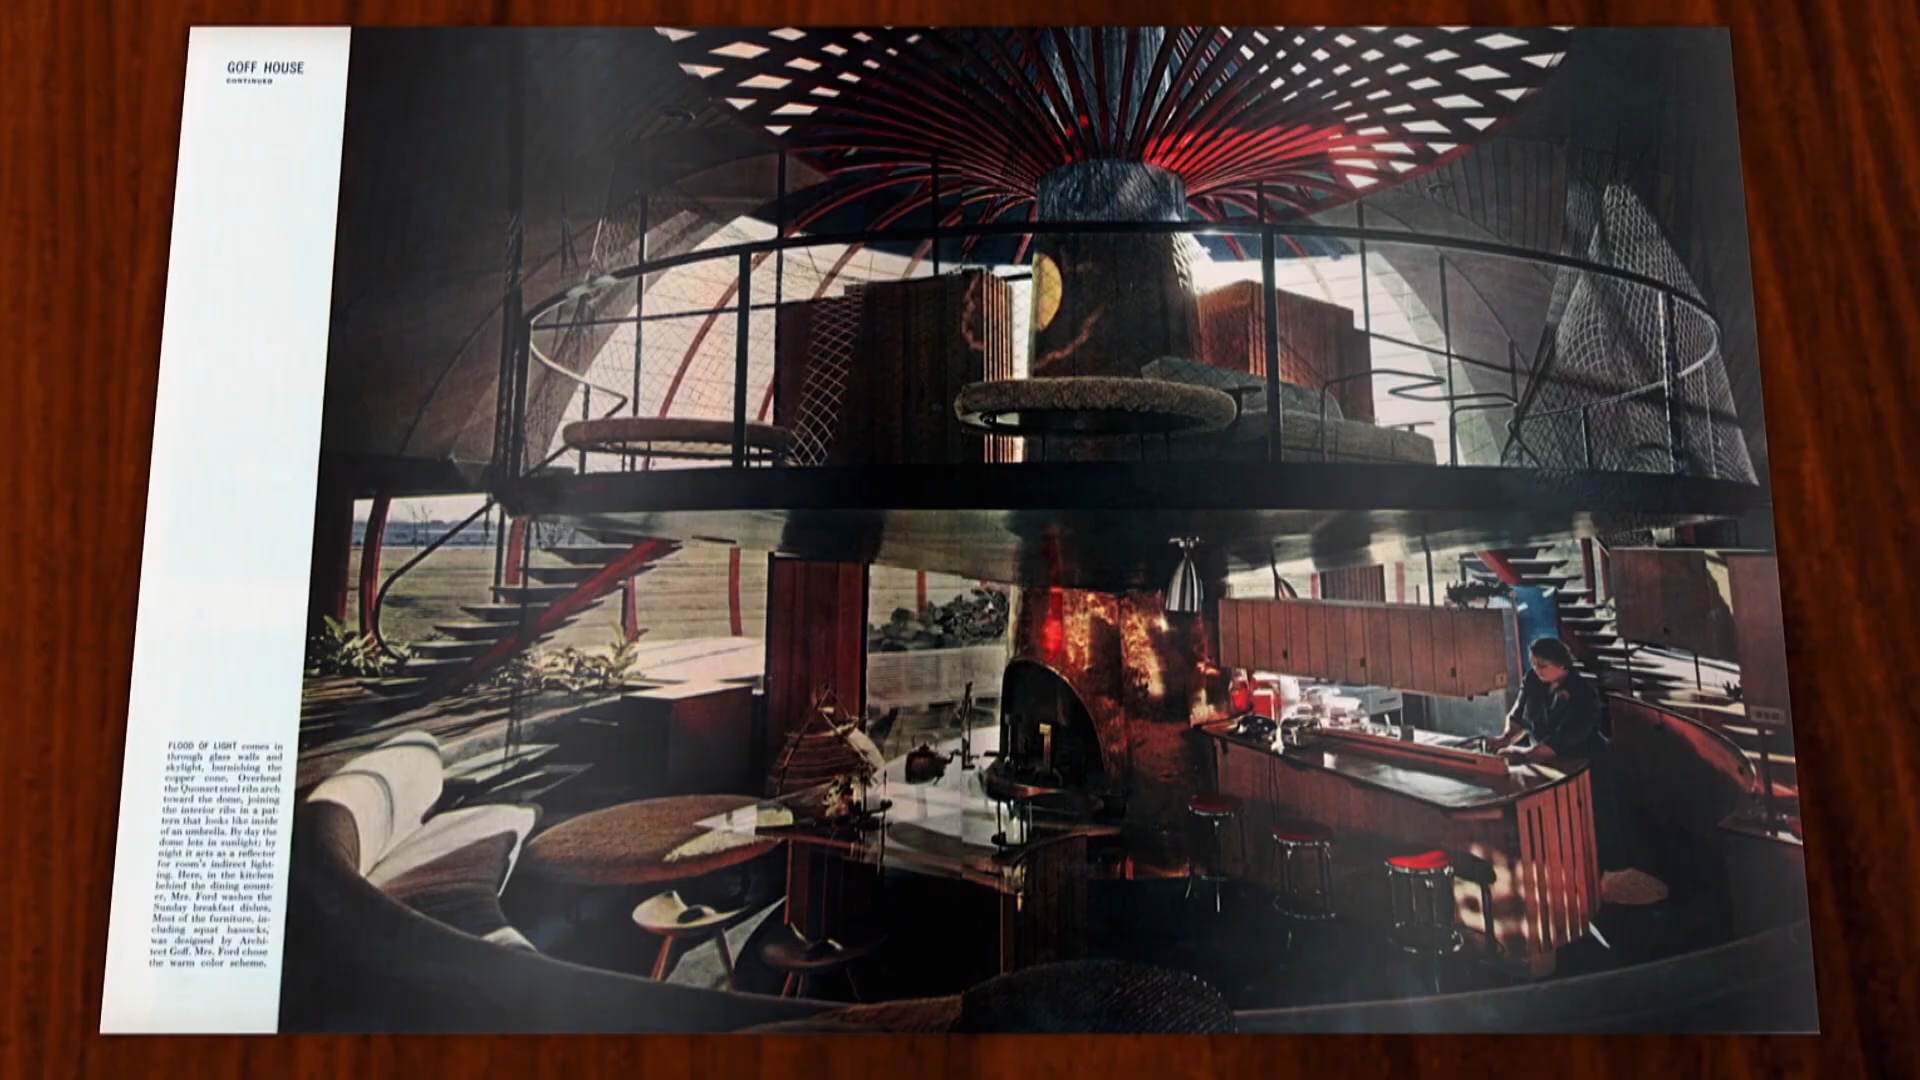 GOFF HOUSE
CONTINUED
FLOOD OF LIGHT comes in
through glass walls and
skylight, burnishing the
copper cone. Overhead
the Quonset steel ribs arch
toward the dome, joining
the interior ribs in a pat-
tern that looks like inside
of an umbrella. By day the
dome lets in sunlight; by
night it acts as a reflector
for room's indirect light-
ing. Here, in the kitchen
behind the dining count-
er, Mrs. Ford washes the
Sunday breakfast dishes.
Most of the furniture, in-
cluding squat hassocks,
was designed by Archi-
tect Goff. Mrs. Ford chose
the warm color scheme.